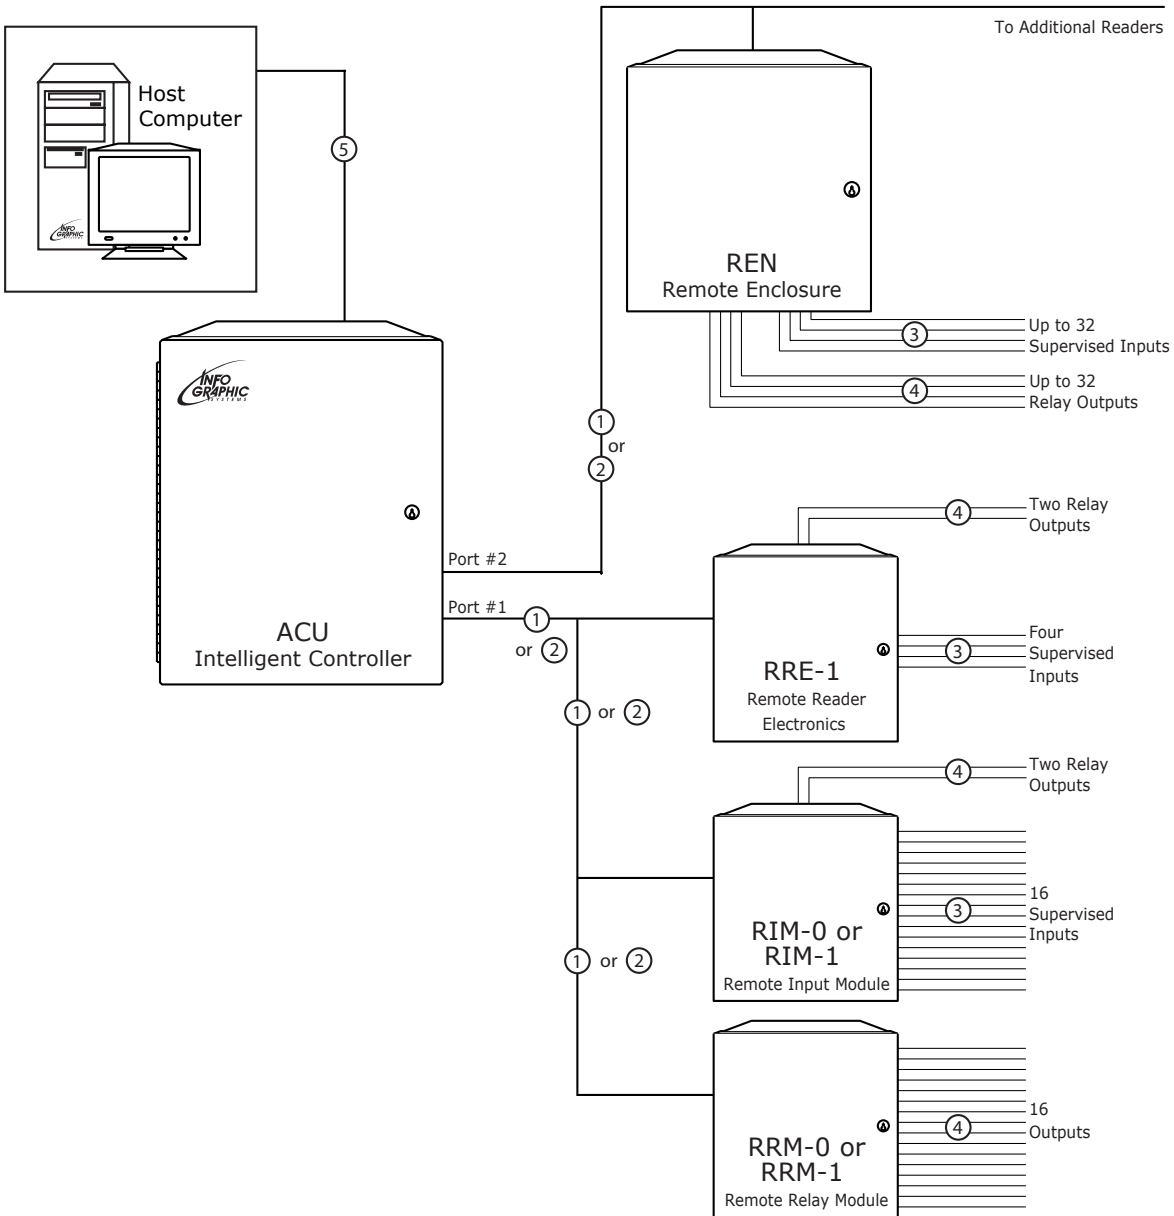 To Additional Readers
Host
Computer
INFO
GRAPHIC
SYSTEMS
5
REN
Remote Enclosure
3
Up to 32
Supervised Inputs
4
Up to 32
Relay Outputs
INFO
GRAPHIC
SYSTEMS
1
or
2
ACU
Intelligent Controller
Port #2
Port #1
1
or 2
4
Two Relay
Outputs
RRE-1
Remote Reader
Electronics
3
Four
Supervised
Inputs
1 or 2
4
Two Relay
Outputs
RIM-0 or
RIM-1
Remote Input Module
3
16
Supervised
Inputs
1 or 2
RRM-0 or
RRM-1
Remote Relay Module
4
16
Outputs